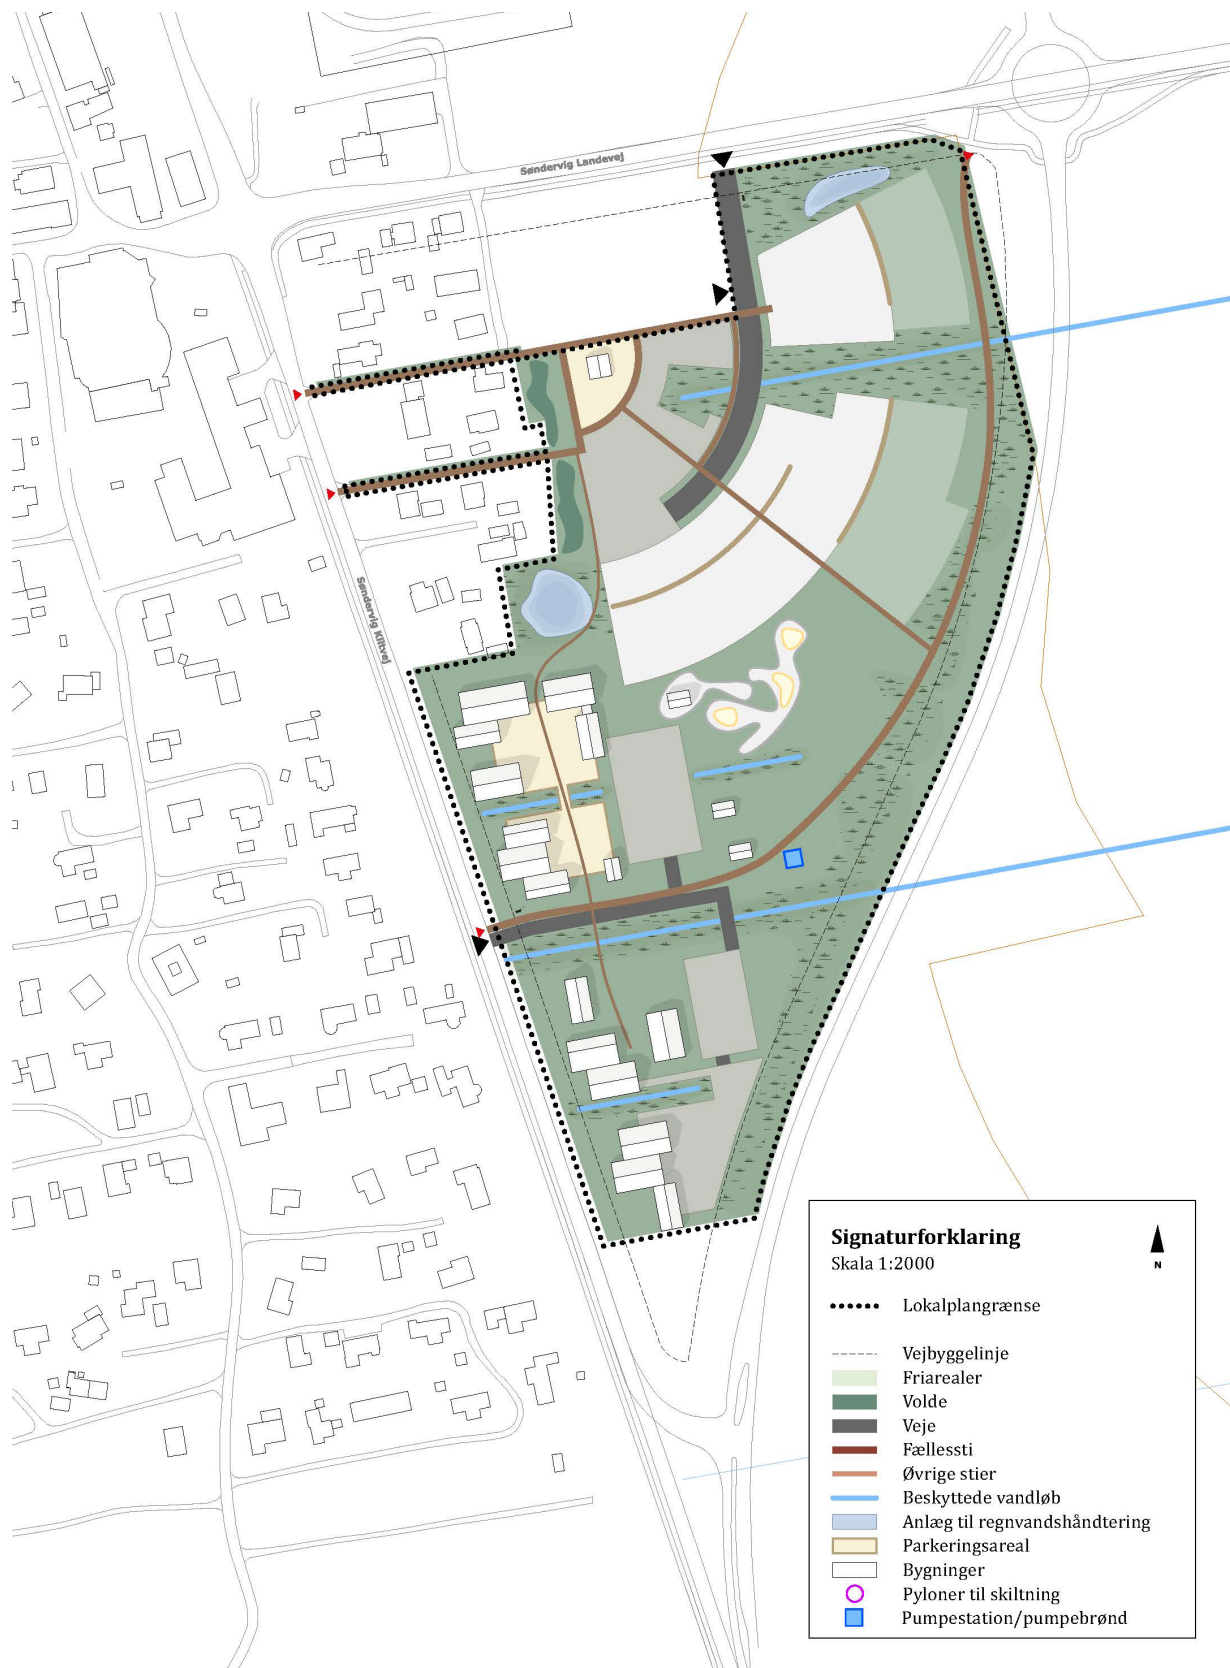 Søndervig Landevej
Søndervig Klitvej
Signaturforklaring
Skala 1:2000
N
Lokalplangrænse
Vejbyggelinje
Friarealer
Volde
Veje
Fællessti
Øvrige stier
Beskyttede vandløb
Anlæg til regnvandshåndtering
Parkeringsareal
Bygninger
Pyloner til skiltning
Pumpestation/pumpebrønd